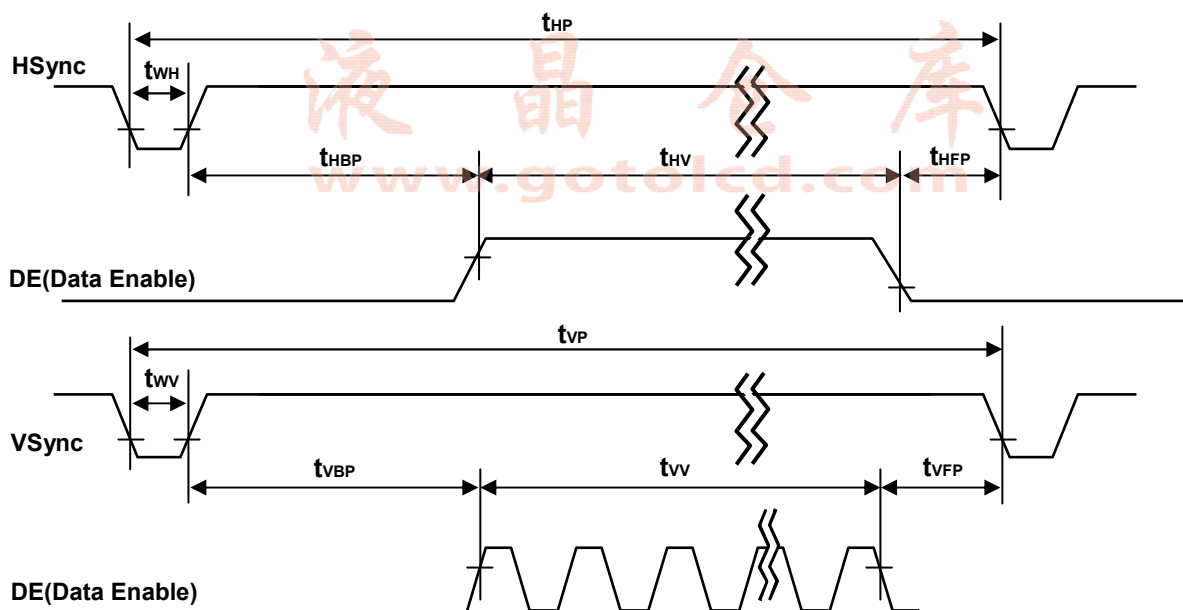 tHP
HSync
tWH
液晶仓库
tHBP
tHV
tHFP
www.gotolcd.com
DE(Data Enable)
tVP
tWV
VSync
tVBP
tVV
tVFP
DE(Data Enable)